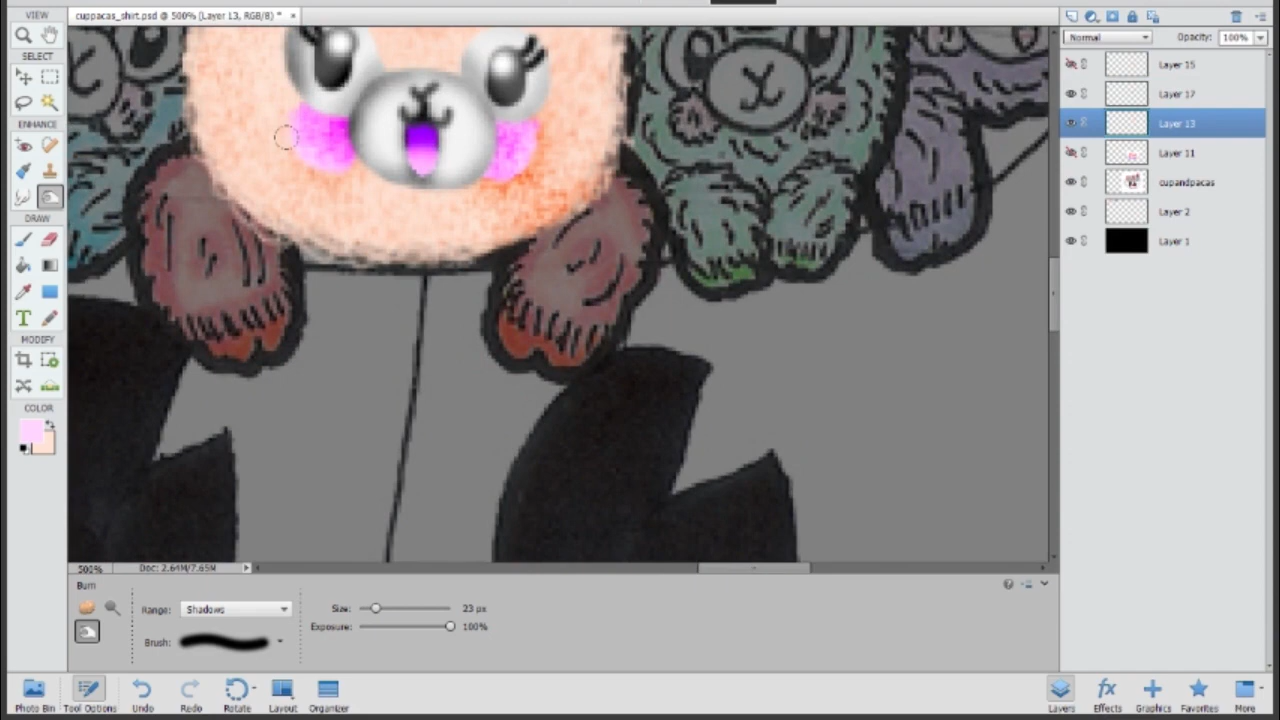 VIEW
cuppacas_shirt.psd @ 500% (Layer 13, RGB/8) * ×
SELECT
ENHANCE
DRAW
T
MODIFY
COLOR
Normal
Opacity: 100%
Layer 15
Layer 17
Layer 13
Layer 11
cupandpacas
Layer 2
Layer 1
500%
Doc: 2.64M/7.65M
Burn
Range: Shadows
Size: 23 px
Exposure: 100%
Brush:
Photo Bin
Tool Options
Undo
Redo
Rotate
Layout
Organizer
Layers
fx
Effects
Graphics
Favorites
More